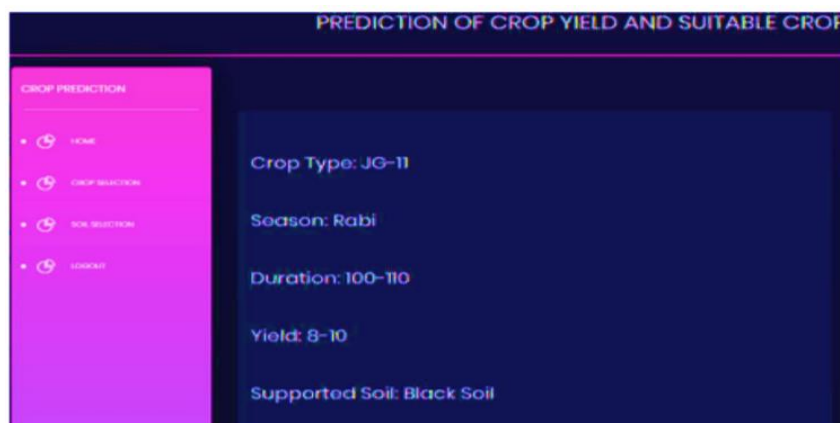 PREDICTION OF CROP YIELD AND SUITABLE CROP
CROP PREDICTION
HOME
CROP SELECTION
SOIL SELECTION
LOGOUT
Crop Type: JG-11
Season: Rabi
Duration: 100-110
Yield: 8-10
Supported Soil: Black Soil